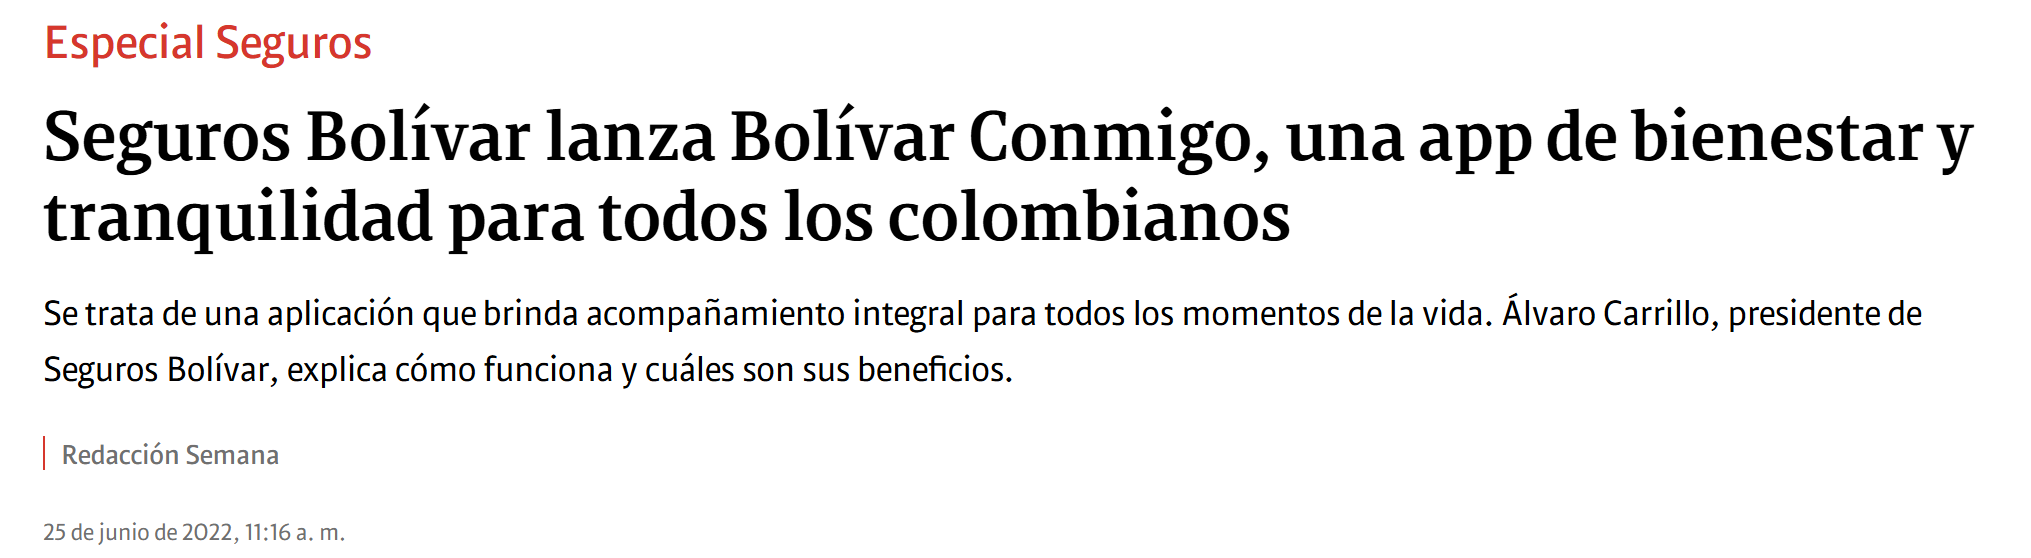 Especial Seguros
Seguros Bolívar lanza Bolívar Conmigo, una app de bienestar y
tranquilidad para todos los colombianos
Se trata de una aplicación que brinda acompañamiento integral para todos los momentos de la vida. Álvaro Carrillo, presidente de
Seguros Bolívar, explica cómo funciona y cuáles son sus beneficios.
Redacción Semana
25 de junio de 2022, 11:16 a. m.